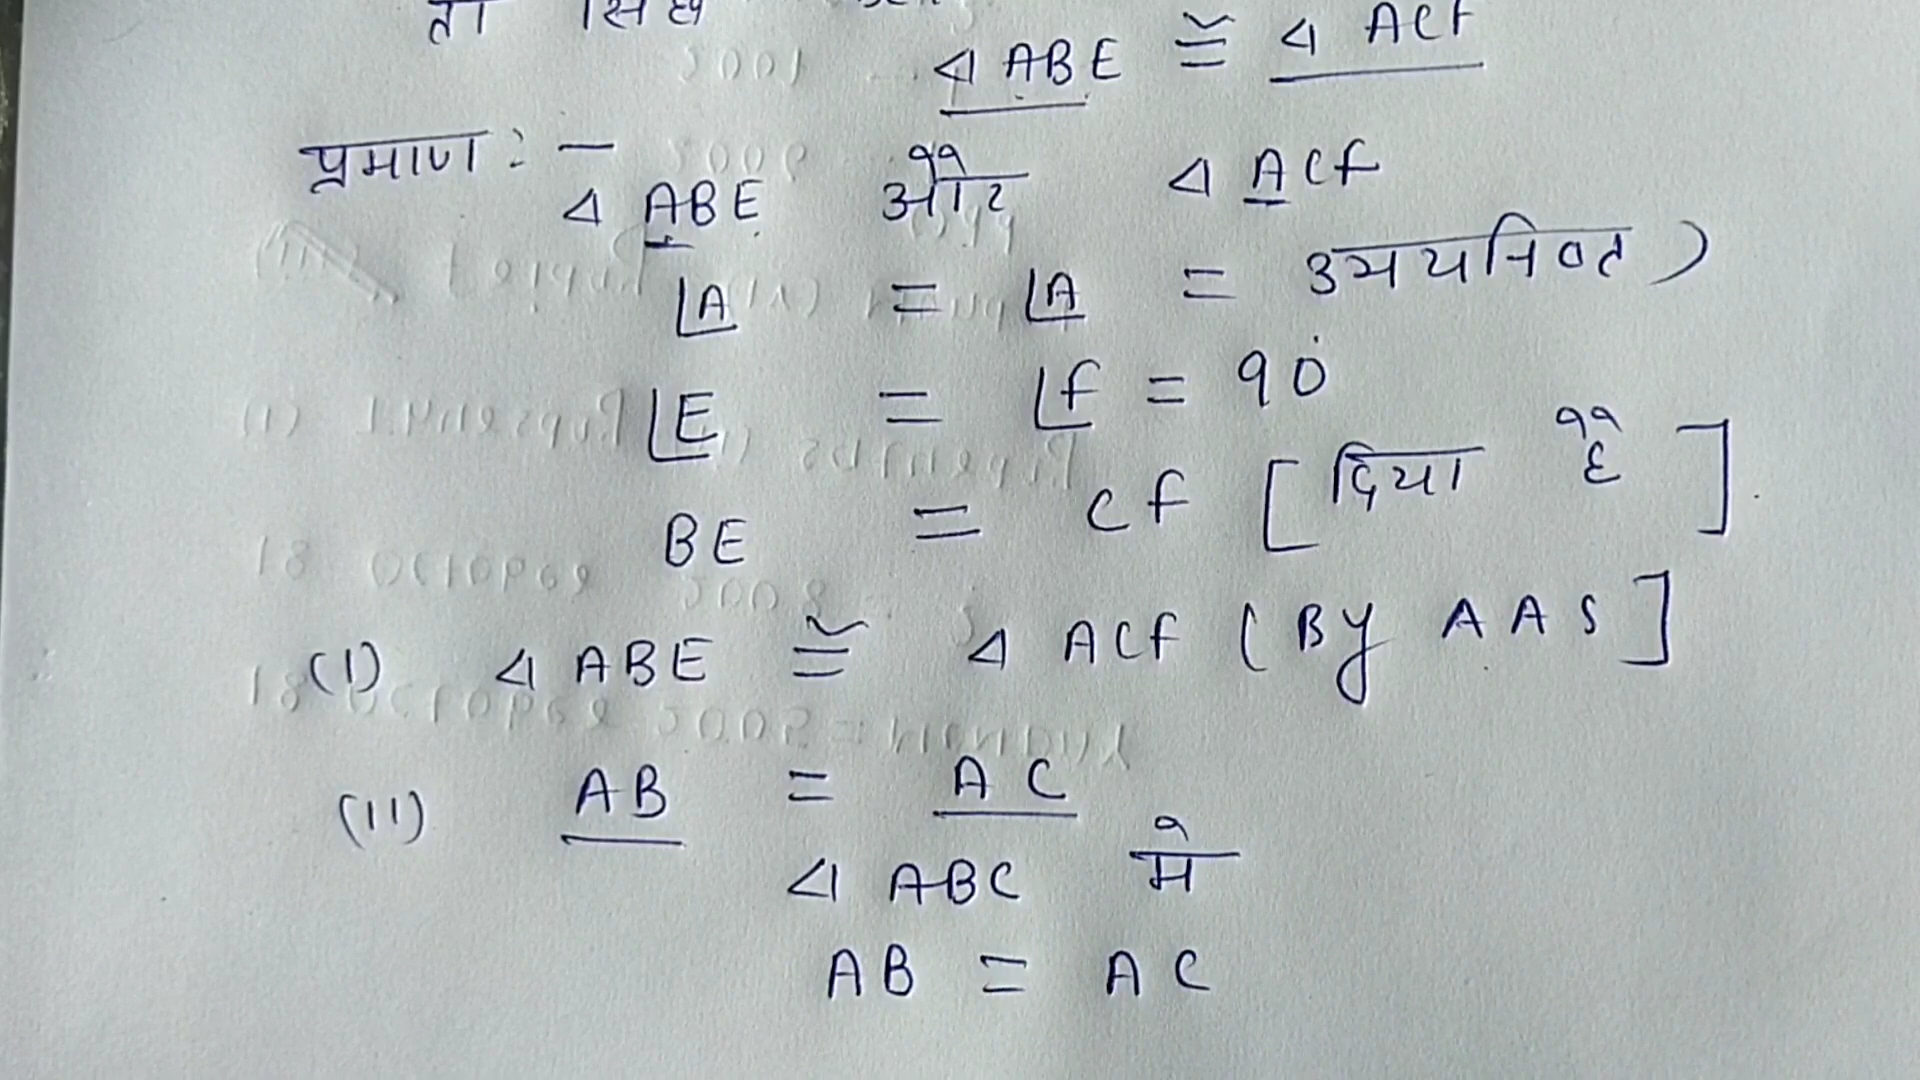 तो सिद्ध
△ ABE ≅ △ ACF
प्रमाण : —
△ ABE और △ ACF
∠A = ∠A = उभयनिष्ठ )
∠E = ∠F = 90°
BE = CF [ दिया है ]
(I) △ ABE ≅ △ ACF ( By AAS ]
(II) AB = AC
△ ABC में
AB = AC